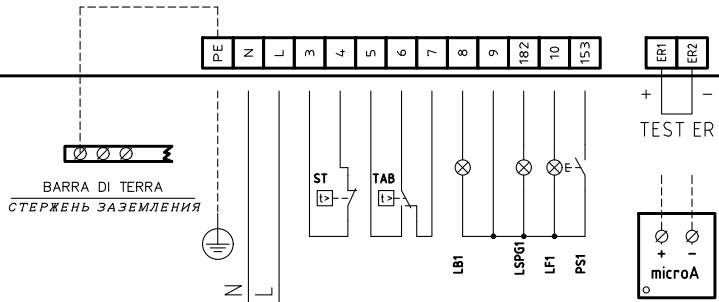 PE N L 3 4 5 6 7 8 9 182 10 153 ER1 ER2
+ −
TEST ER
BARRA DI TERRA
СТЕРЖЕНЬ ЗАЗЕМЛЕНИЯ
ST TAB
t> t>
E
LB1 LSPG1 LF1 PS1
+ −
microA
N L